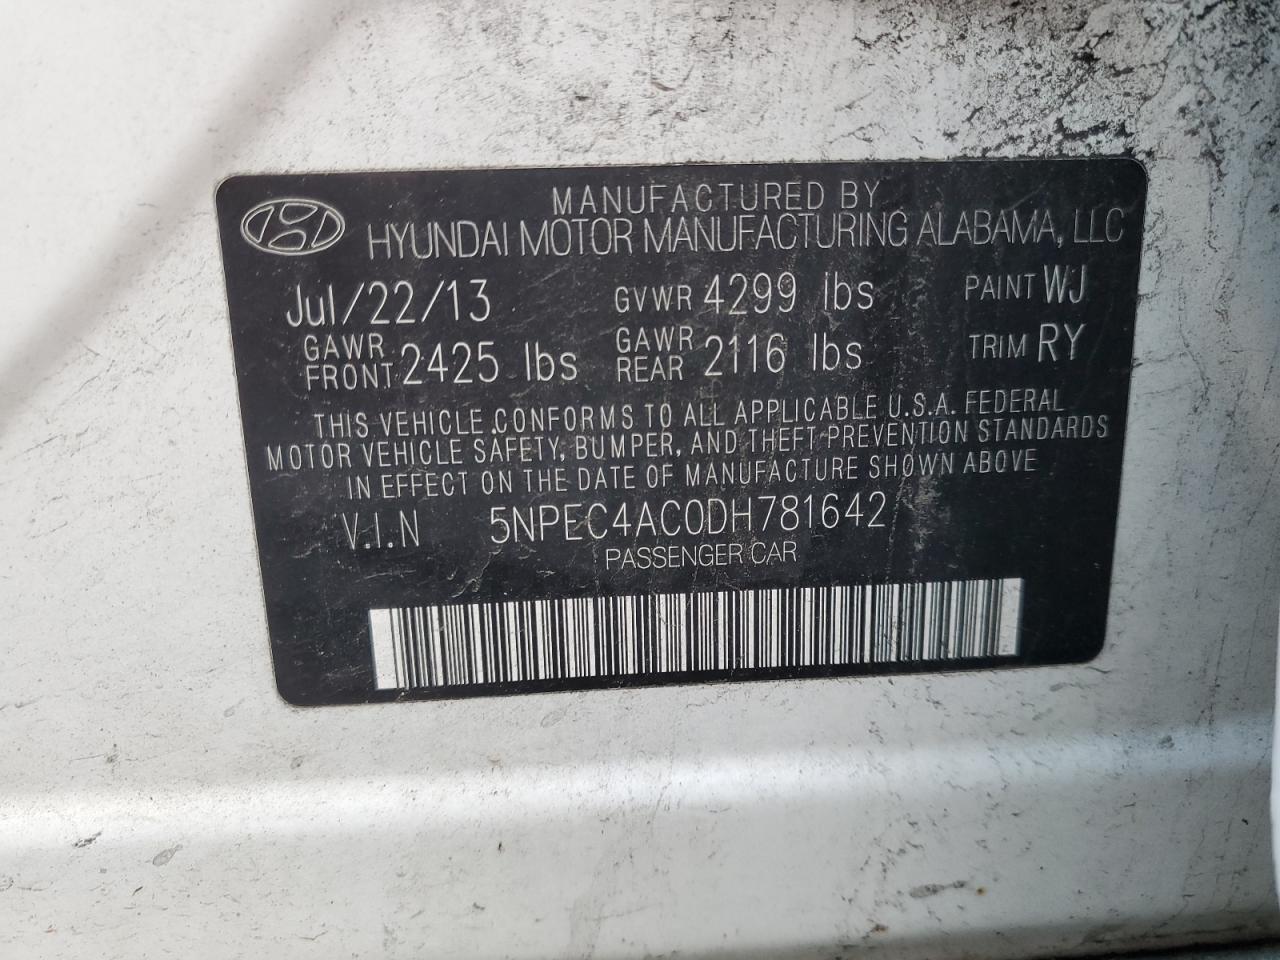 MANUFACTURED BY
HYUNDAI MOTOR MANUFACTURING ALABAMA, LLC
Jul/22/13 GVWR 4299 lbs PAINT WJ
GAWR FRONT 2425 lbs GAWR REAR 2116 lbs TRIM RY
THIS VEHICLE CONFORMS TO ALL APPLICABLE U.S.A. FEDERAL
MOTOR VEHICLE SAFETY, BUMPER, AND THEFT PREVENTION STANDARDS
IN EFFECT ON THE DATE OF MANUFACTURE SHOWN ABOVE
V.I.N 5NPEC4AC0DH781642
PASSENGER CAR